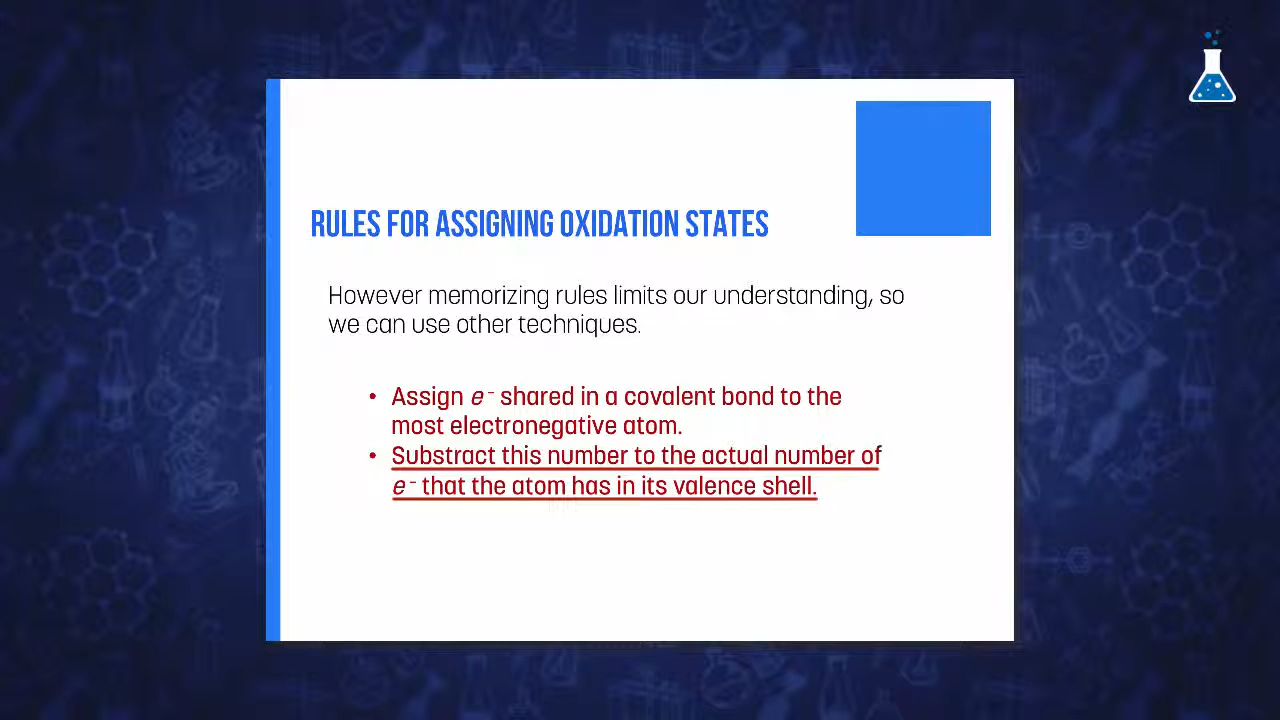 RULES FOR ASSIGNING OXIDATION STATES
However memorizing rules limits our understanding, so
we can use other techniques.
• Assign e⁻ shared in a covalent bond to the
most electronegative atom.
• Substract this number to the actual number of
e⁻ that the atom has in its valence shell.